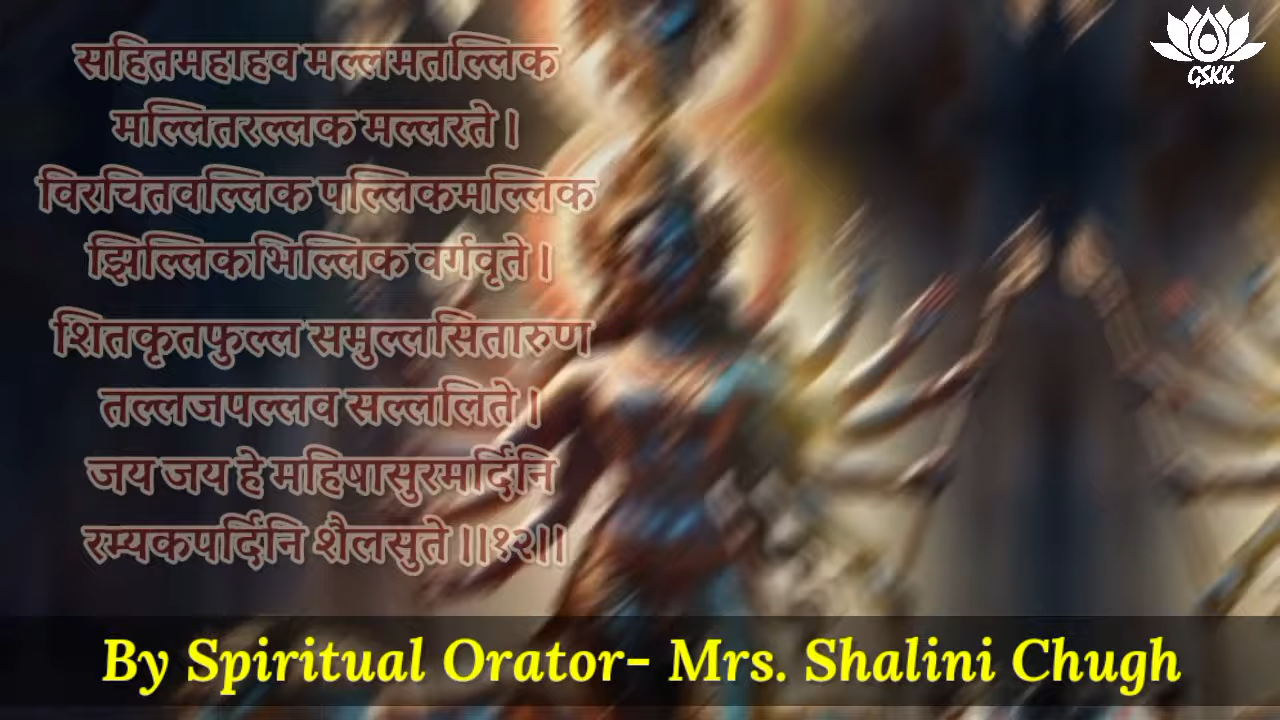 सहितमहाहव मल्लमतल्लिक
मल्लितरल्लक मल्लरते।
विरचितवल्लिक पल्लिकमल्लिक
झिल्लिकभिल्लिक वर्गवृते।
शितकृतफुल्ल समुल्लसितारुण
तल्लजपल्लव सल्ललिते।
जय जय हे महिषासुरमर्दिनि
रम्यकपर्दिनि शैलसुते ||१२||
GSKK
By Spiritual Orator- Mrs. Shalini Chugh